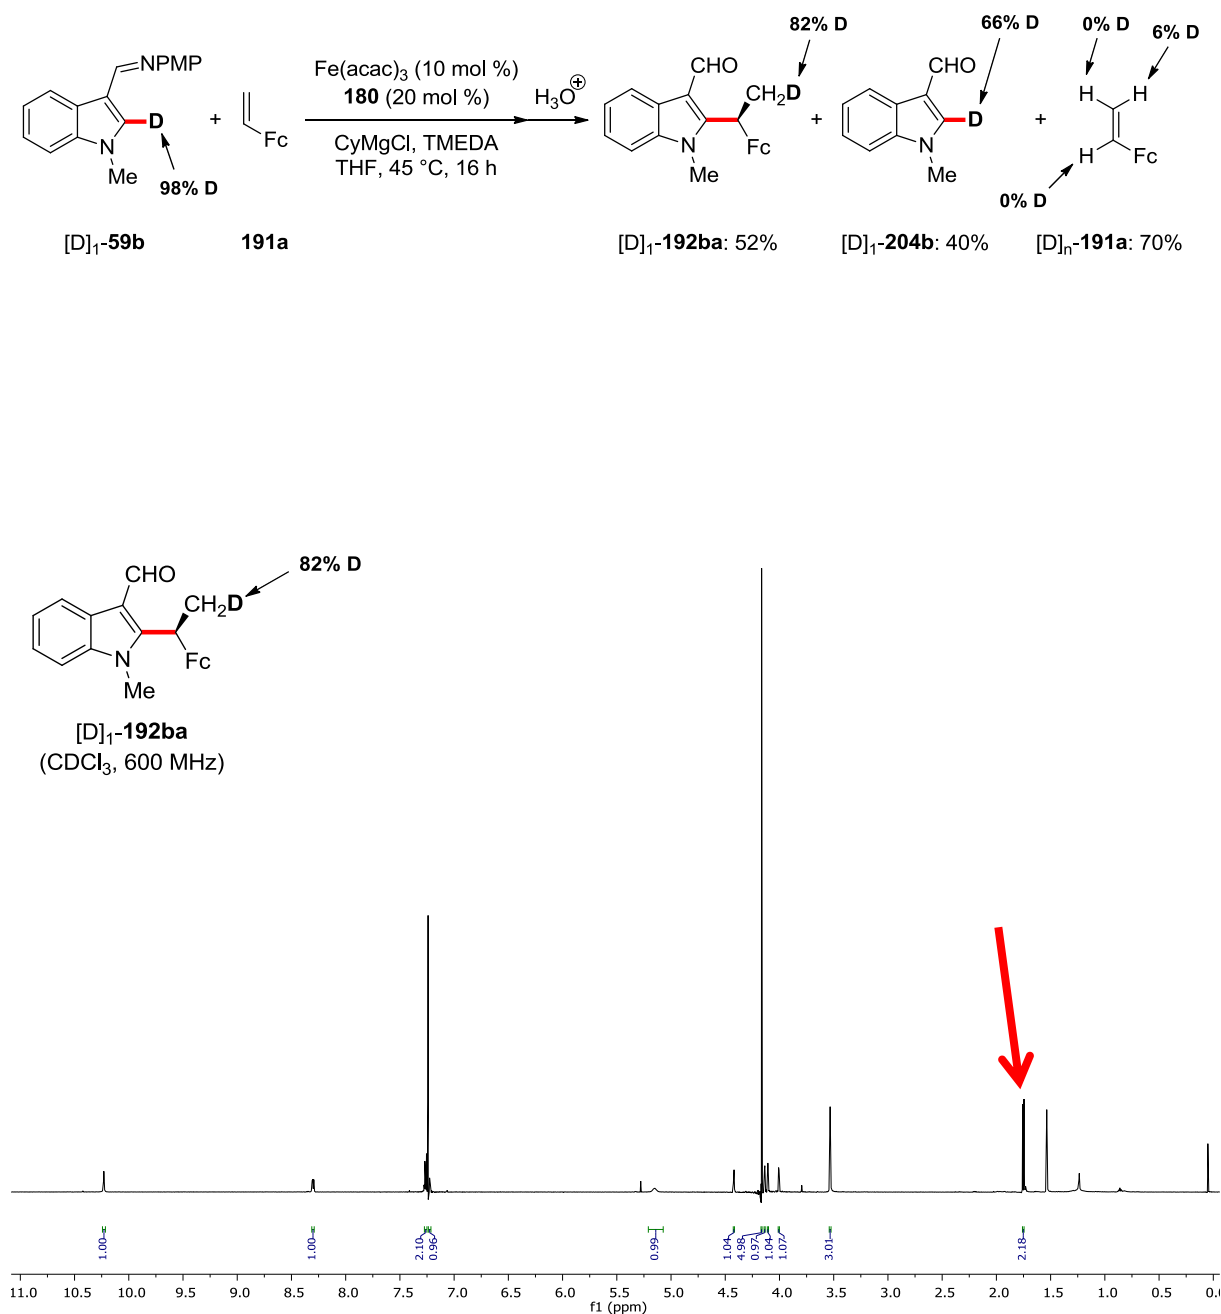 82% D
66% D
0% D
6% D
NPMP
D
N
Me
98% D
[D]1-59b
+
Fc
191a
Fe(acac)3 (10 mol %)
180 (20 mol %)
CyMgCl, TMEDA
THF, 45 °C, 16 h
H3O⊕
CHO
CH2D
N
Me
Fc
[D]1-192ba: 52%
+
CHO
D
N
Me
[D]1-204b: 40%
+
H
H
H
Fc
0% D
[D]n-191a: 70%
CHO
CH2D
82% D
N
Me
Fc
[D]1-192ba
(CDCl3, 600 MHz)
1.00
1.00
2.10
0.96
0.99
1.04
4.98
0.97
1.04
1.07
3.01
2.18
11.0 10.5 10.0 9.5 9.0 8.5 8.0 7.5 7.0 6.5 6.0 5.5 5.0 4.5 4.0 3.5 3.0 2.5 2.0 1.5 1.0 0.5 0.0
f1 (ppm)